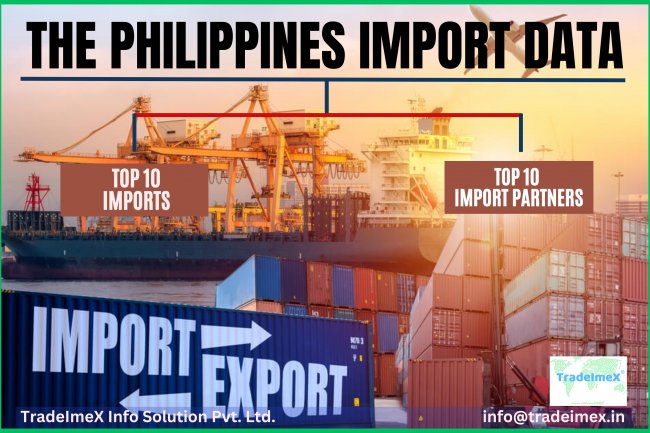 THE PHILIPPINES IMPORT DATA
TOP 10
IMPORTS
TOP 10
IMPORT PARTNERS
IMPORT
EXPORT
TradeImeX
TradeImeX Info Solution Pvt. Ltd.
info@tradeimex.in